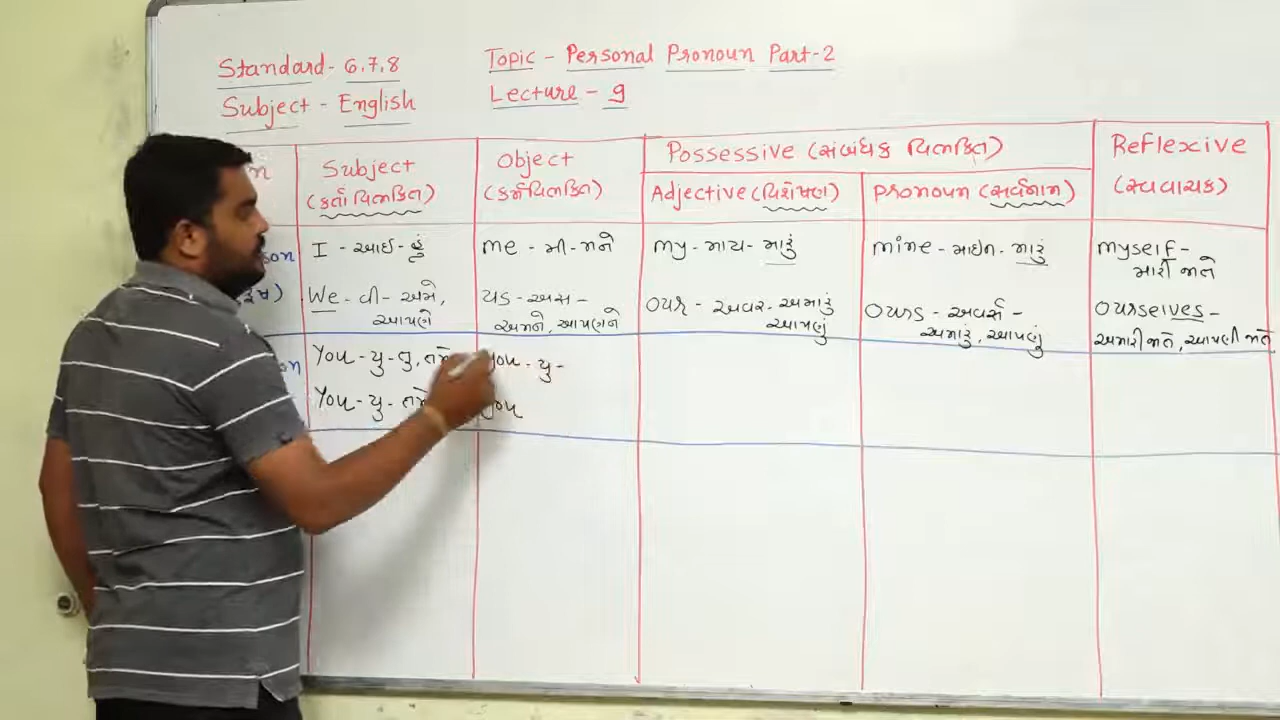 Standard - 6,7,8
Topic - Personal Pronoun Part-2
Subject - English
Lecture - 9
Subject
(કર્તા વિભક્તિ)
Object
(કર્મવિભક્તિ)
Possessive (સંબંધક વિભક્તિ)
Adjective (વિશેષણ)
Pronoun (સર્વનામ)
Reflexive
(સ્વવાચક)
I - આઈ - હું
me - મી - મને
my - માય - મારું
mine - માઈન - મારું
myself -
મારી જાતે
We - વી - અમે,
આપણે
અસ -
અમને, આપણને
our - અવર - અમારું
આપણું
ours - અવર્સ -
અમારું, આપણું
ourselves -
અમારી જાતે, આપણી જાતે
You - યુ - તું, તમે
you - યુ -
You - યુ - તમે
you